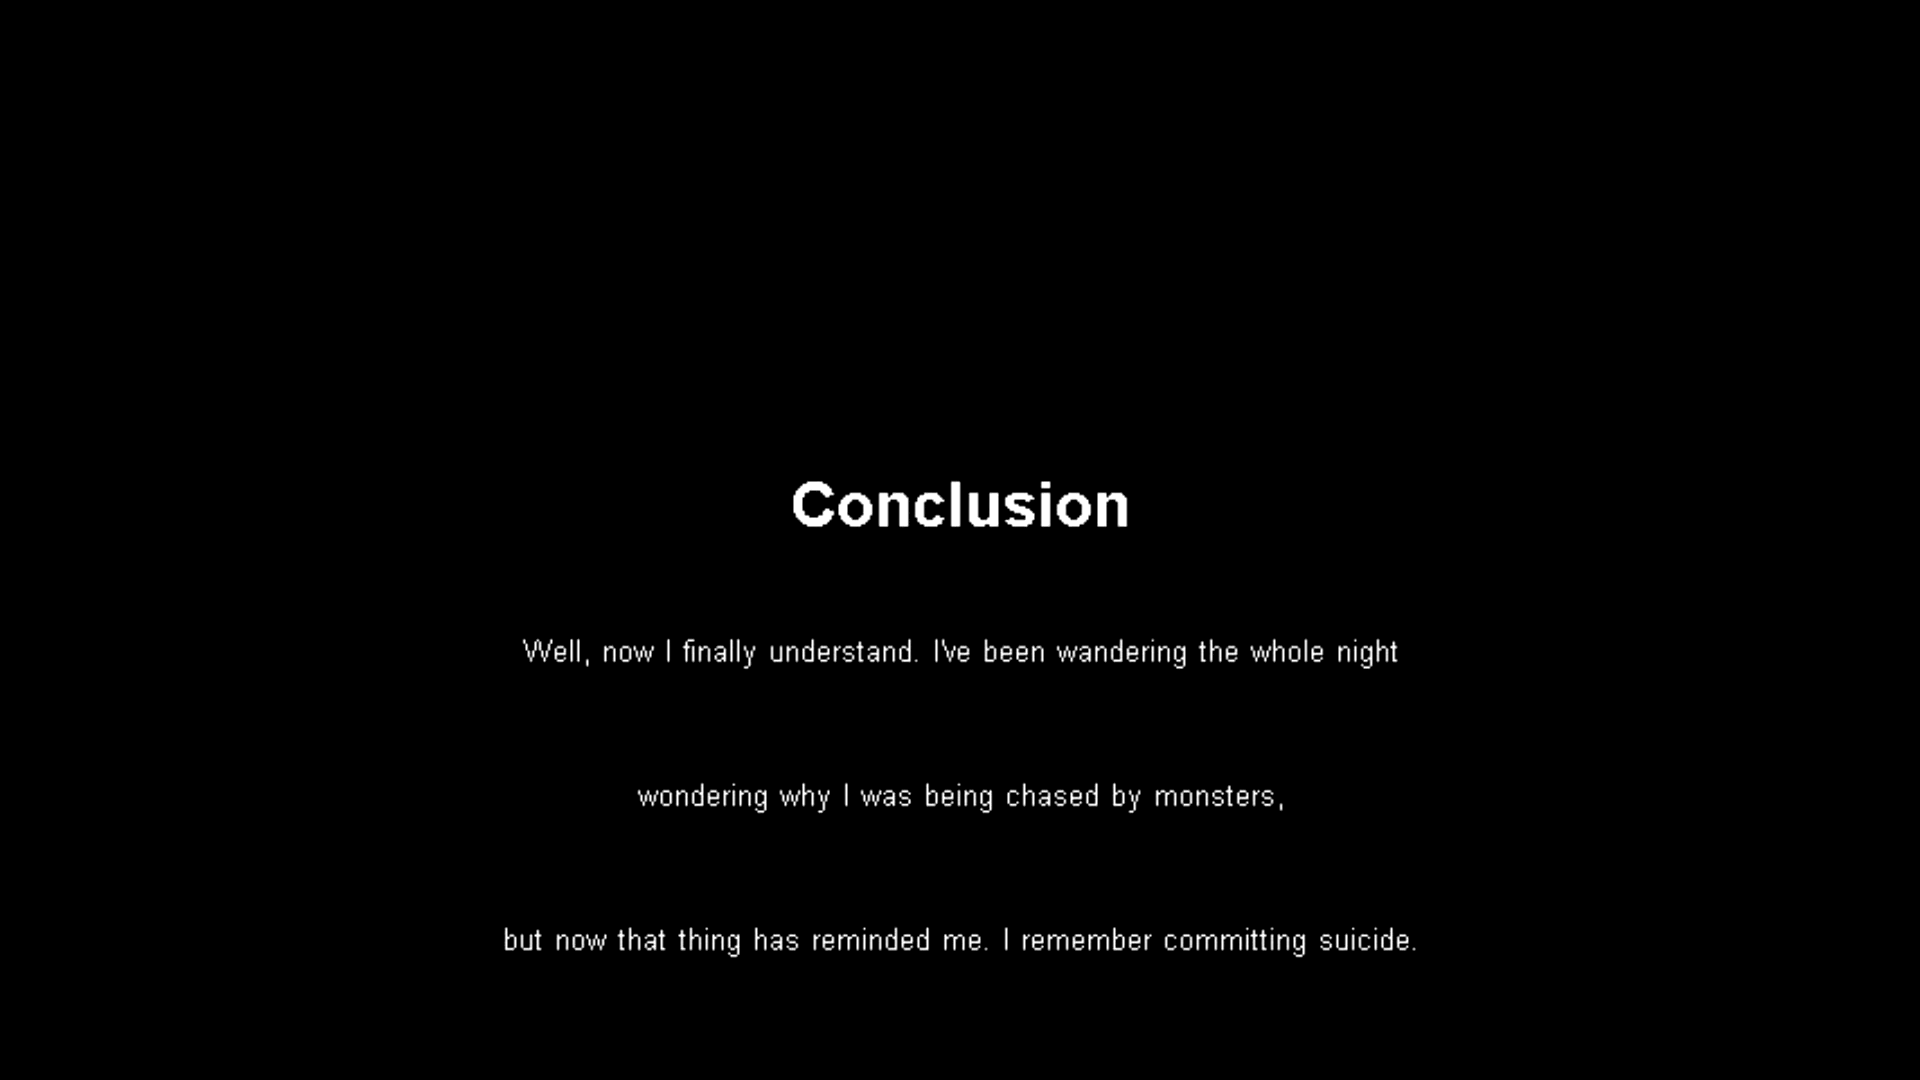 Conclusion
Well, now I finally understand. I've been wandering the whole night
wondering why I was being chased by monsters,
but now that thing has reminded me. I remember committing suicide.